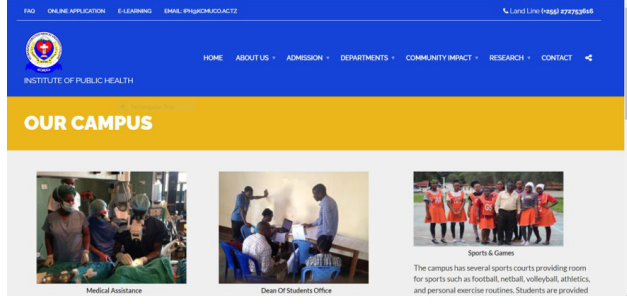 FAQ ONLINE APPLICATION E-LEARNING EMAIL: IPH@KCMUCO.AC.TZ Land Line (+255) 272753616
INSTITUTE OF PUBLIC HEALTH
HOME ABOUT US ADMISSION DEPARTMENTS COMMUNITY IMPACT RESEARCH CONTACT
OUR CAMPUS
Medical Assistance
Dean Of Students Office
Sports & Games
The campus has several sports courts providing room
for sports such as football, netball, volleyball, athletics,
and personal exercise routines. Students are provided